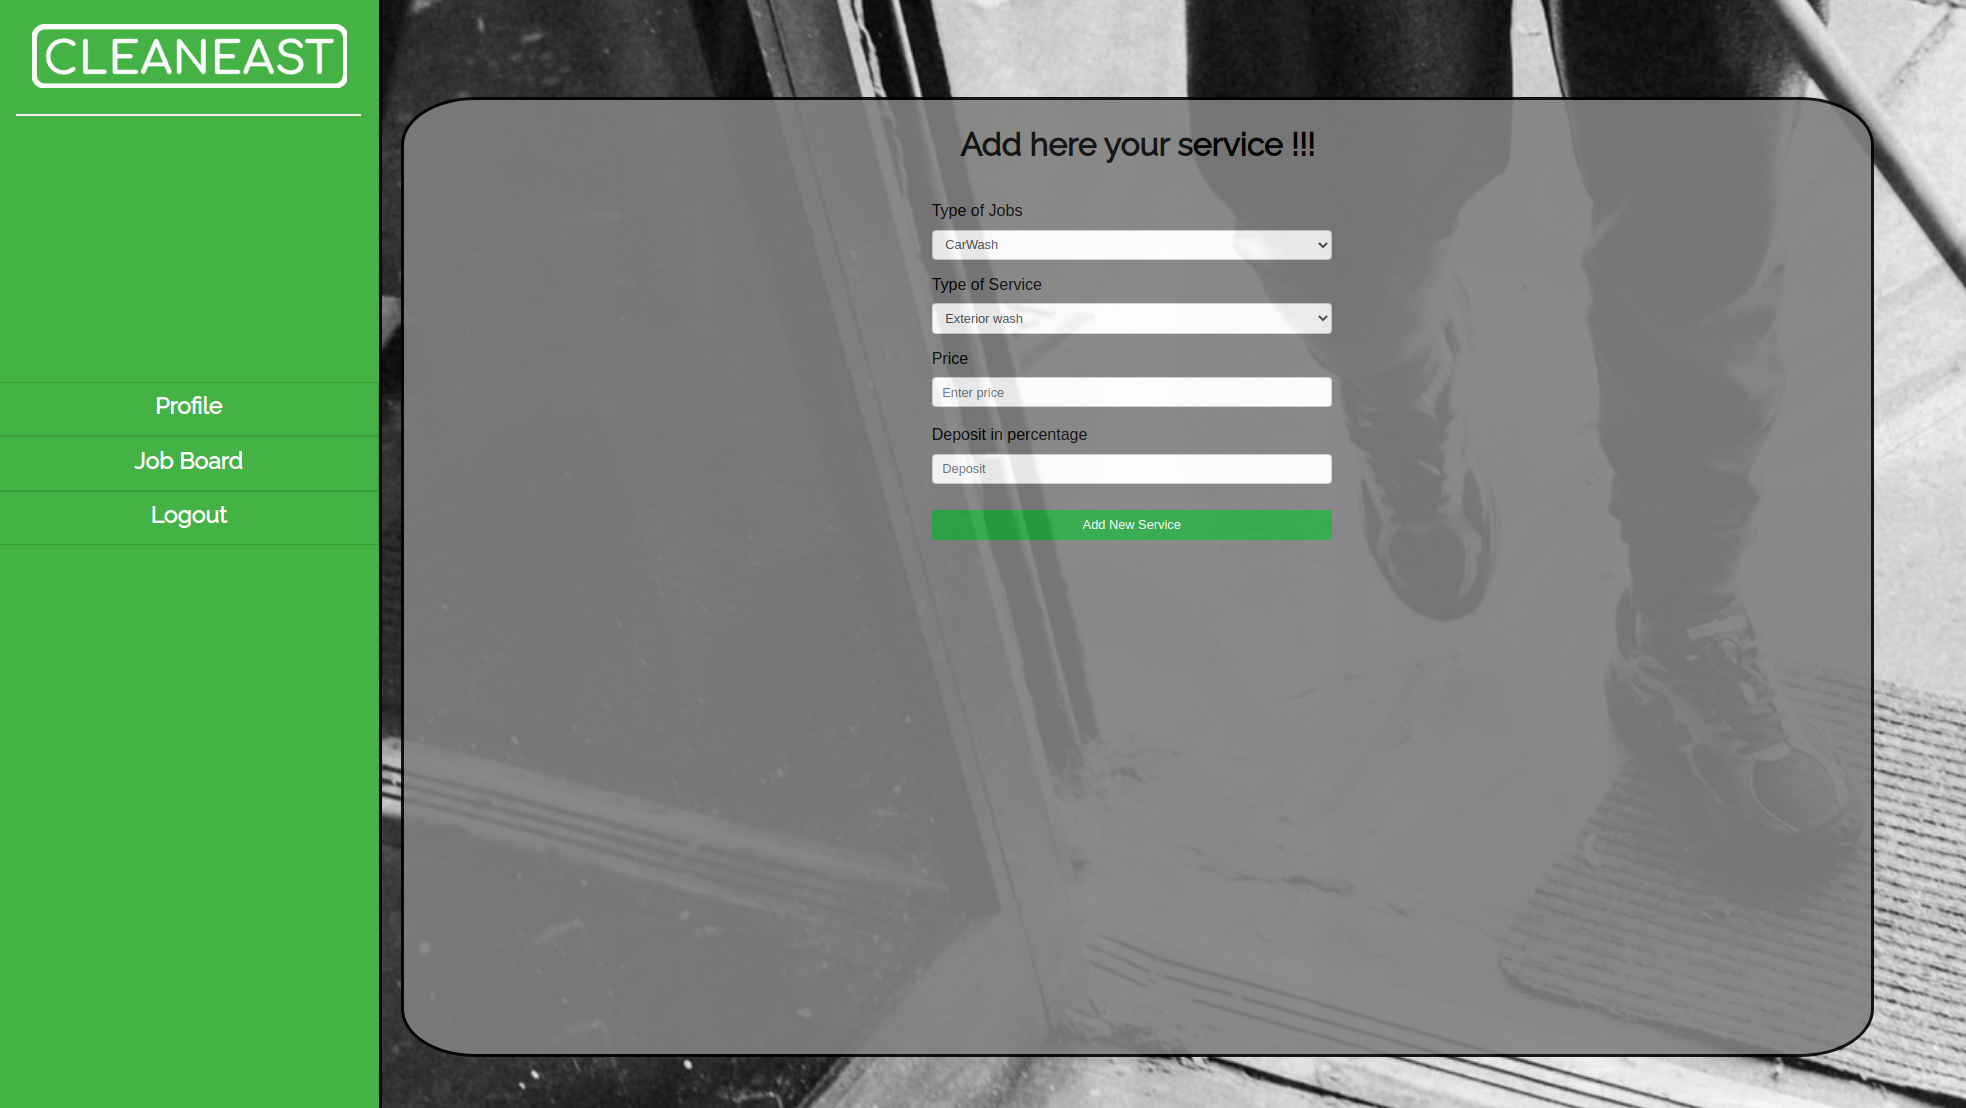 CLEANEAST
Profile
Job Board
Logout
Add here your service !!!
Type of Jobs
CarWash
Type of Service
Exterior wash
Price
Enter price
Deposit in percentage
Deposit
Add New Service